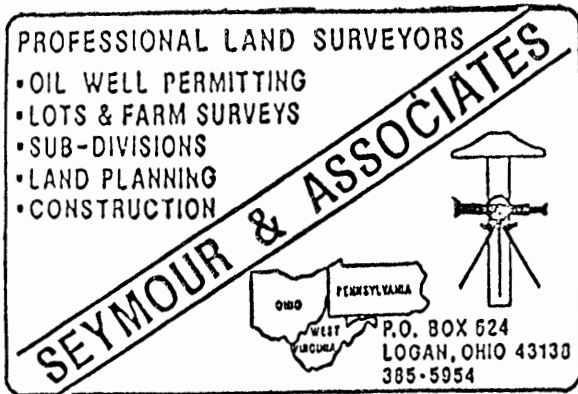 PROFESSIONAL LAND SURVEYORS
▪OIL WELL PERMITTING
▪LOTS & FARM SURVEYS
▪SUB-DIVISIONS
▪LAND PLANNING
▪CONSTRUCTION
SEYMOUR & ASSOCIATES
OHIO
PENNSYLVANIA
WEST
VIRGINIA
P.O. BOX 624
LOGAN, OHIO 43138
385-5954